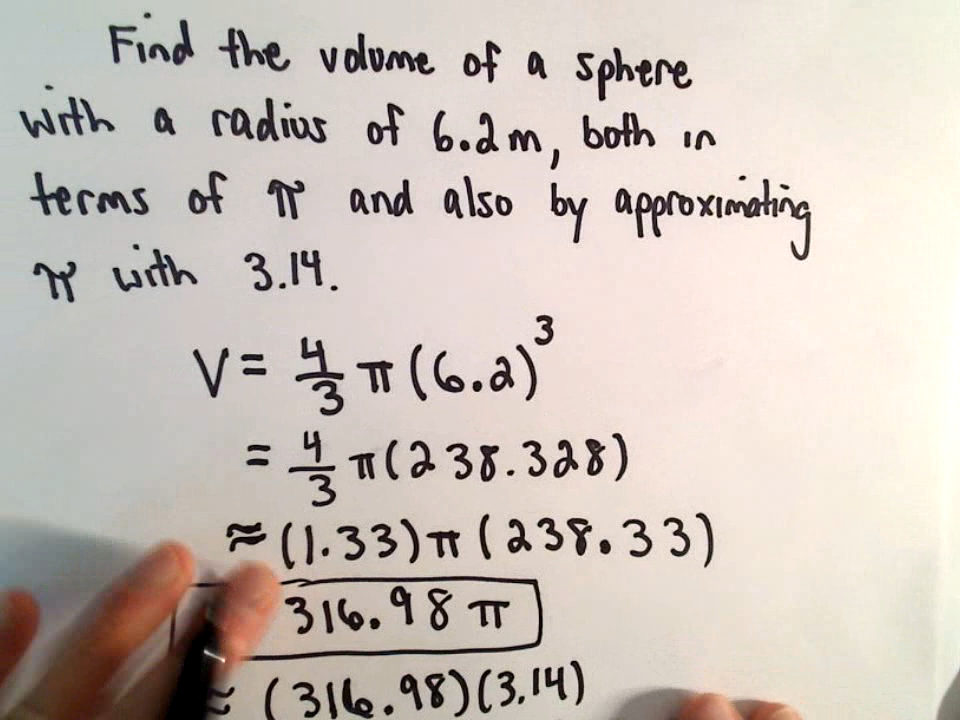 Find the volume of a sphere
with a radius of 6.2m, both in
terms of π and also by approximating
π with 3.14.
V = 4/3 π (6.2)^3
= 4/3 π (238.328)
≈ (1.33) π (238.33)
316.98 π
≈ (316.98)(3.14)